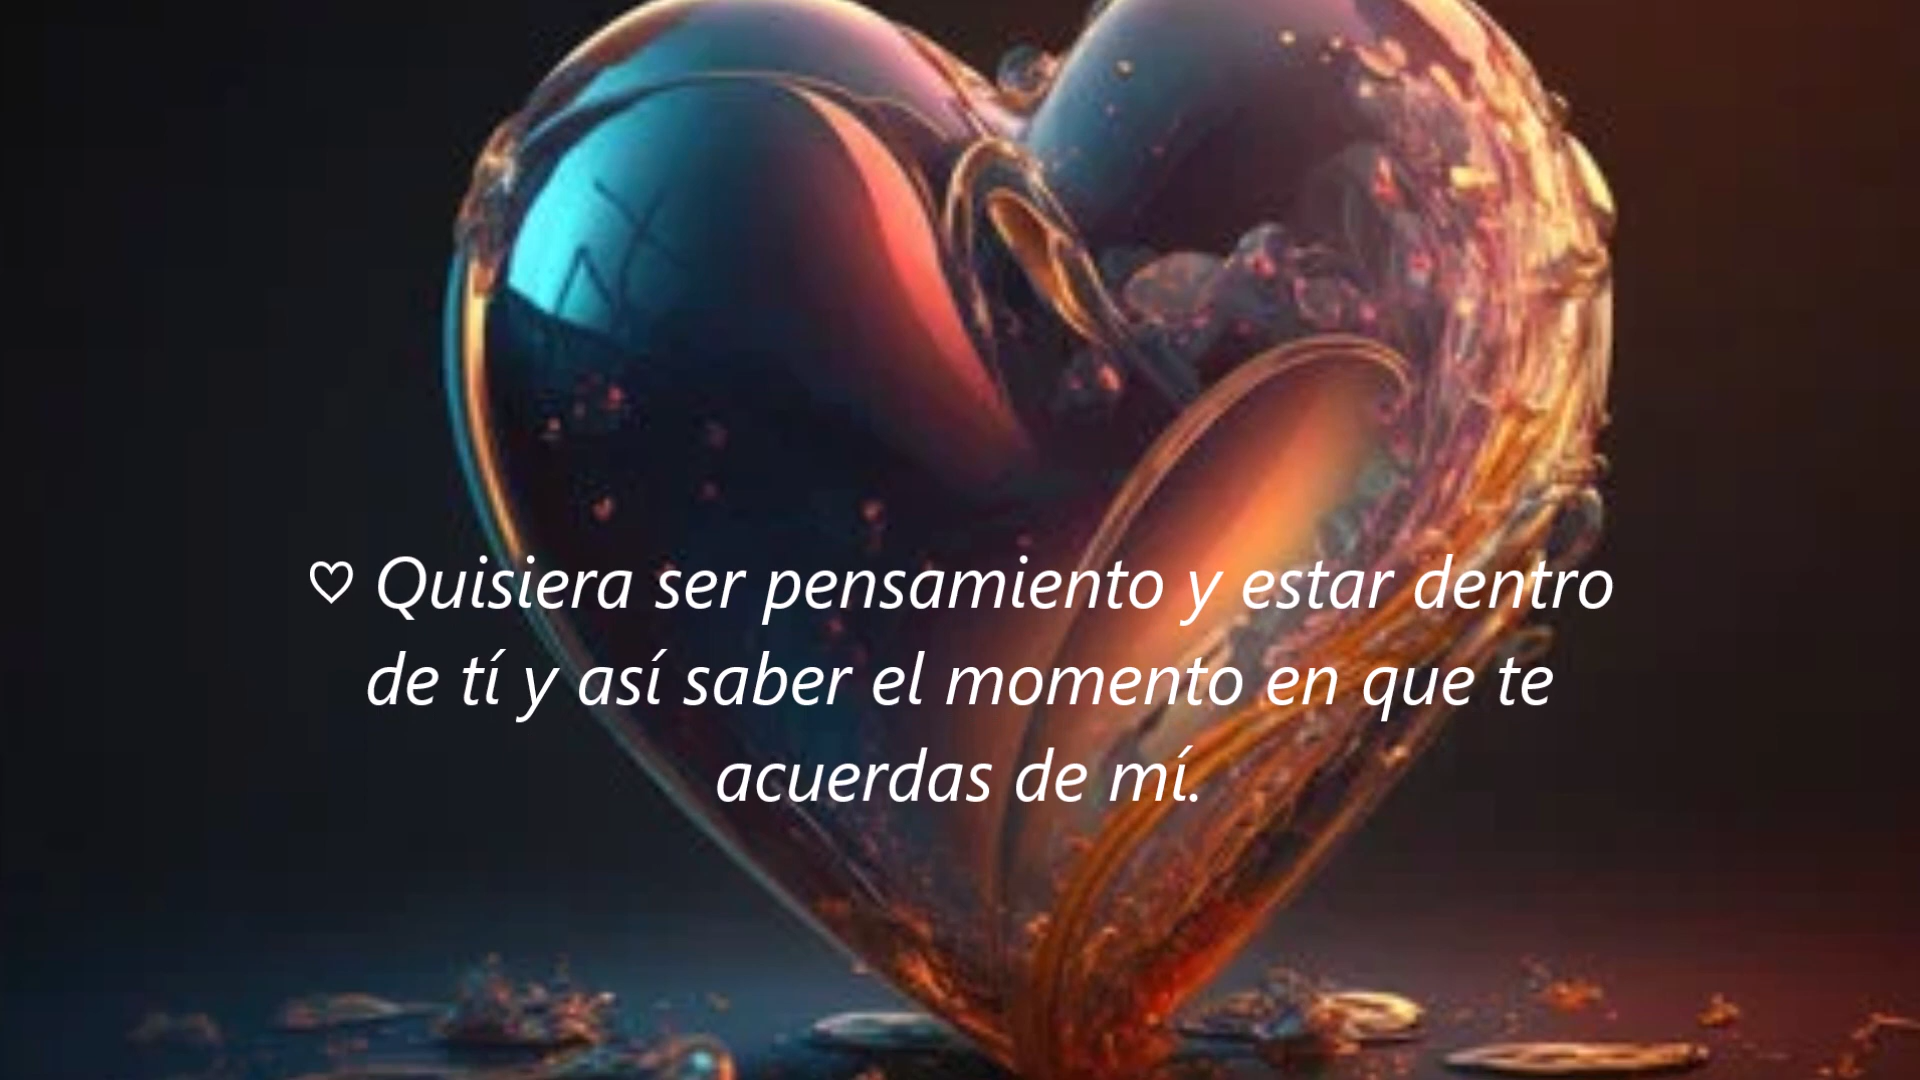 ♡ Quisiera ser pensamiento y estar dentro
de tí y así saber el momento en que te
acuerdas de mí.